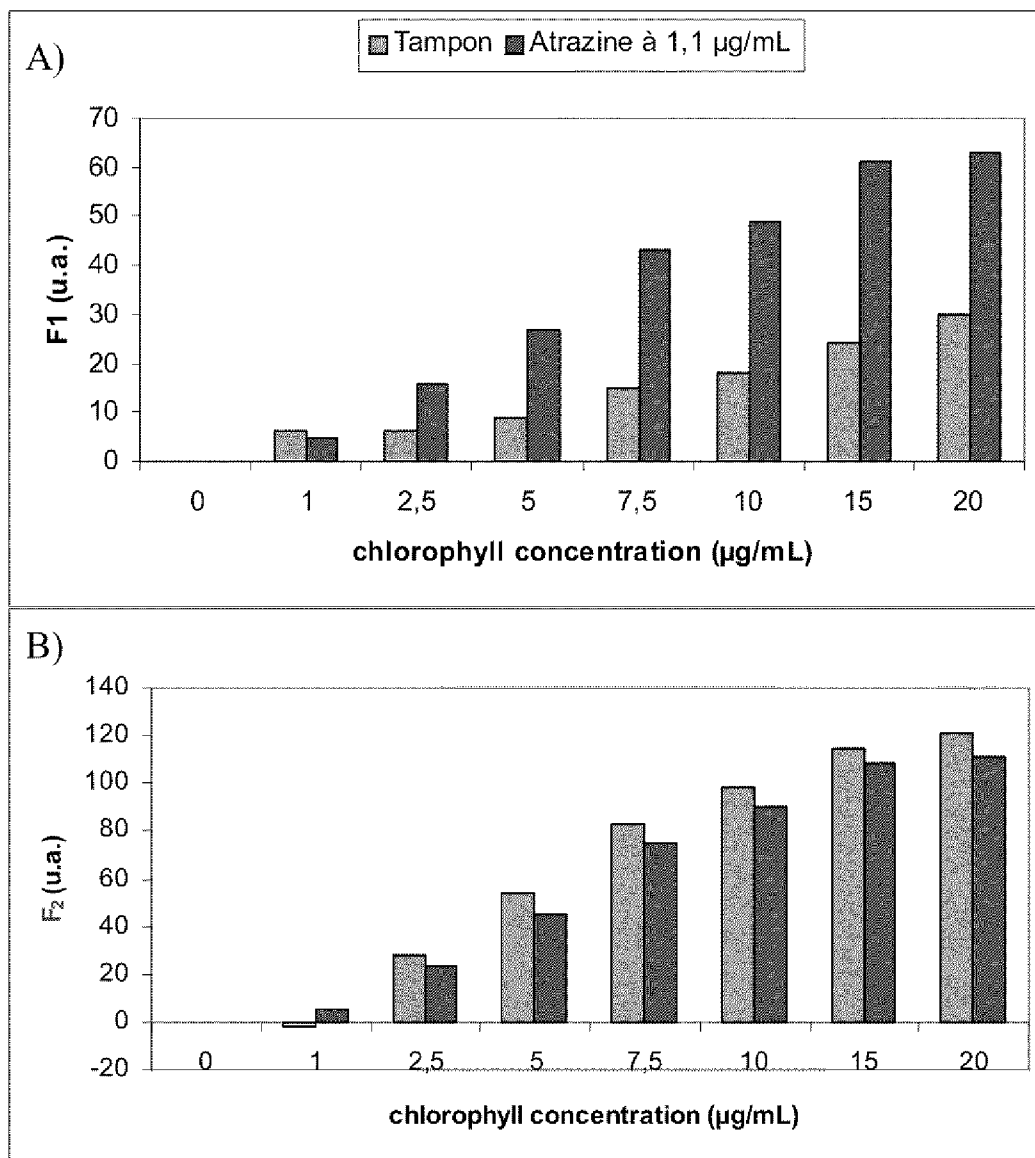 A)
Tampon Atrazine à 1,1 µg/mL
70
60
50
40
30
20
10
0
F1 (u.a.)
0 1 2,5 5 7,5 10 15 20
chlorophyll concentration (µg/mL)
B)
140
120
100
80
60
40
20
0
-20
F₂ (u.a.)
0 1 2,5 5 7,5 10 15 20
chlorophyll concentration (µg/mL)